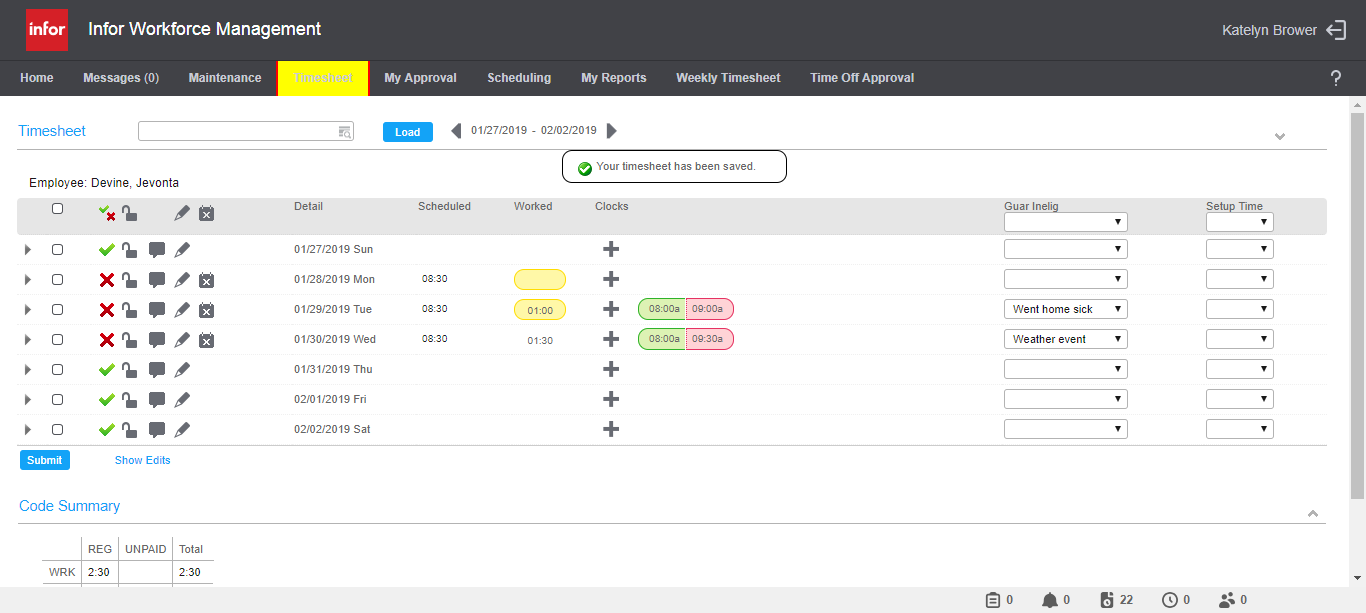 infor Infor Workforce Management Katelyn Brower
Home Messages (0) Maintenance Timesheet My Approval Scheduling My Reports Weekly Timesheet Time Off Approval ?
Timesheet Load 01/27/2019 - 02/02/2019
Your timesheet has been saved.
Employee: Devine, Jevonta
Detail Scheduled Worked Clocks Guar Inelig Setup Time
01/27/2019 Sun
01/28/2019 Mon 08:30
01/29/2019 Tue 08:30 01:00 08:00a 09:00a Went home sick
01/30/2019 Wed 08:30 01:30 08:00a 09:30a Weather event
01/31/2019 Thu
02/01/2019 Fri
02/02/2019 Sat
Submit Show Edits
Code Summary
REG UNPAID Total
WRK 2:30 2:30
0 0 22 0 0